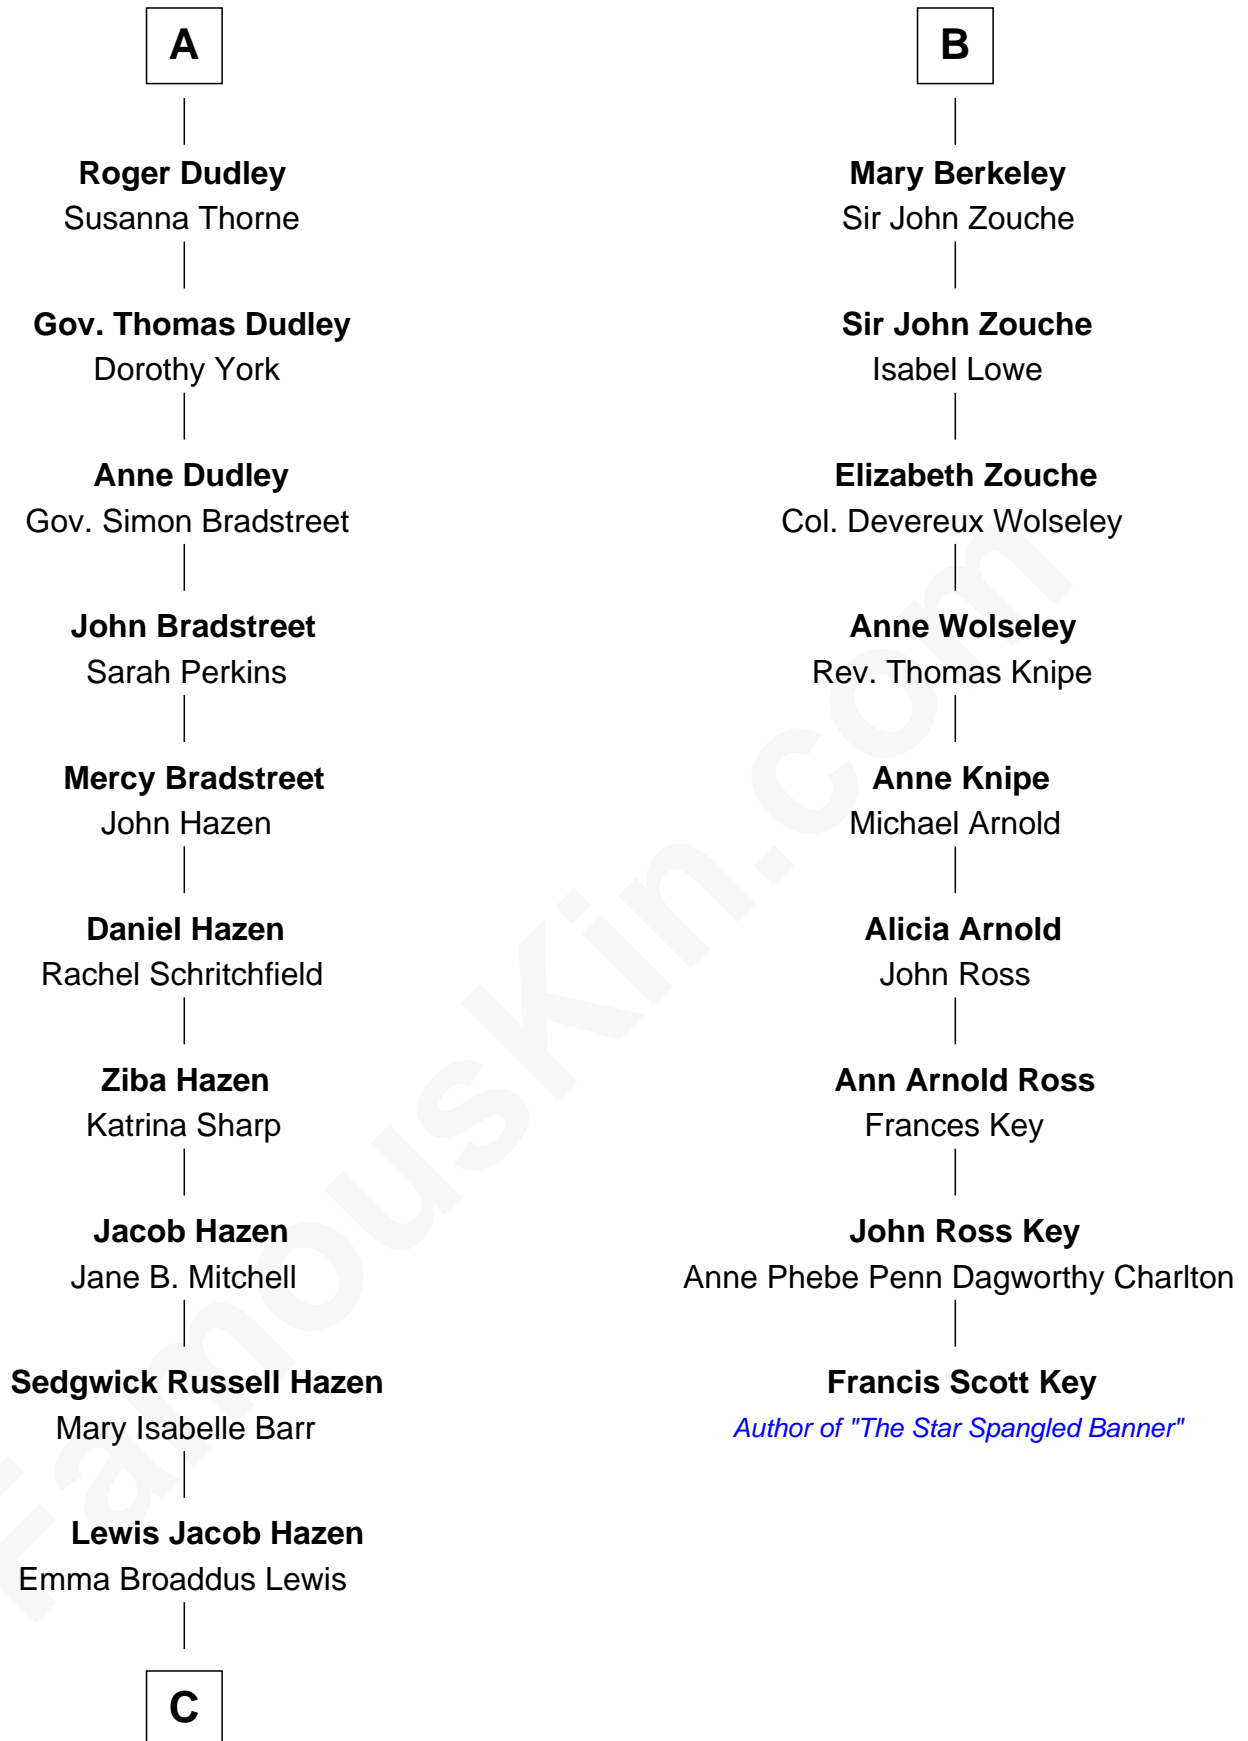 A
Roger Dudley
Susanna Thorne
Gov. Thomas Dudley
Dorothy York
Anne Dudley
Gov. Simon Bradstreet
John Bradstreet
Sarah Perkins
Mercy Bradstreet
John Hazen
Daniel Hazen
Rachel Schritchfield
Ziba Hazen
Katrina Sharp
Jacob Hazen
Jane B. Mitchell
Sedgwick Russell Hazen
Mary Isabelle Barr
Lewis Jacob Hazen
Emma Broaddus Lewis
C
B
Mary Berkeley
Sir John Zouche
Sir John Zouche
Isabel Lowe
Elizabeth Zouche
Col. Devereux Wolseley
Anne Wolseley
Rev. Thomas Knipe
Anne Knipe
Michael Arnold
Alicia Arnold
John Ross
Ann Arnold Ross
Frances Key
John Ross Key
Anne Phebe Penn Dagworthy Charlton
Francis Scott Key
Author of "The Star Spangled Banner"
FamousKin.com